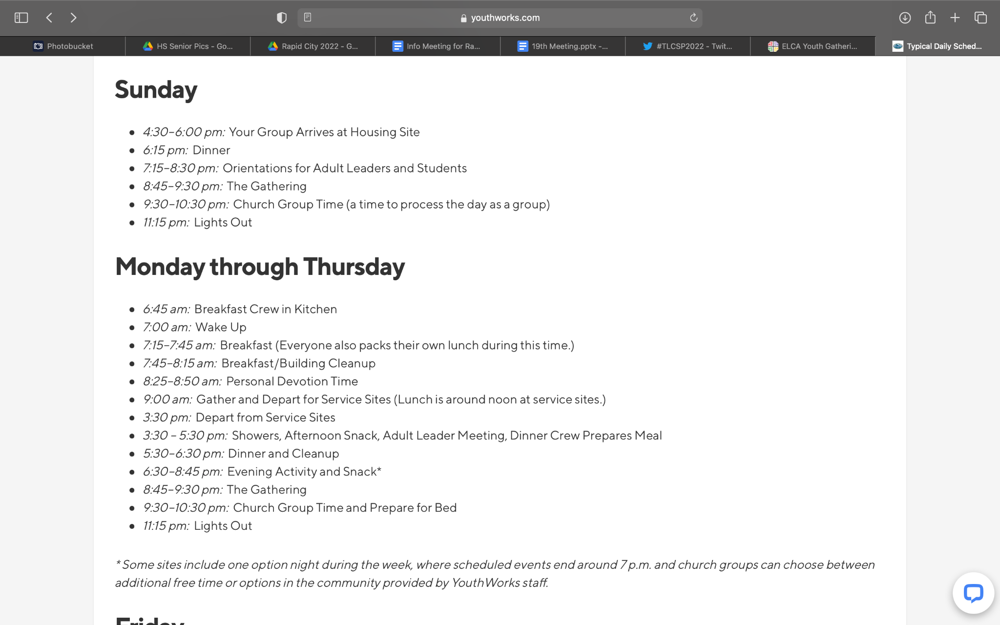 youthworks.com
Photobucket
HS Senior Pics - Go...
Rapid City 2022 - G...
Info Meeting for Ra...
19th Meeting.pptx -...
#TLCSP2022 - Twit...
ELCA Youth Gatheri...
Typical Daily Sched...
Sunday
4:30–6:00 pm: Your Group Arrives at Housing Site
6:15 pm: Dinner
7:15–8:30 pm: Orientations for Adult Leaders and Students
8:45–9:30 pm: The Gathering
9:30–10:30 pm: Church Group Time (a time to process the day as a group)
11:15 pm: Lights Out
Monday through Thursday
6:45 am: Breakfast Crew in Kitchen
7:00 am: Wake Up
7:15–7:45 am: Breakfast (Everyone also packs their own lunch during this time.)
7:45–8:15 am: Breakfast/Building Cleanup
8:25–8:50 am: Personal Devotion Time
9:00 am: Gather and Depart for Service Sites (Lunch is around noon at service sites.)
3:30 pm: Depart from Service Sites
3:30 – 5:30 pm: Showers, Afternoon Snack, Adult Leader Meeting, Dinner Crew Prepares Meal
5:30–6:30 pm: Dinner and Cleanup
6:30–8:45 pm: Evening Activity and Snack*
8:45–9:30 pm: The Gathering
9:30–10:30 pm: Church Group Time and Prepare for Bed
11:15 pm: Lights Out
* Some sites include one option night during the week, where scheduled events end around 7 p.m. and church groups can choose between
additional free time or options in the community provided by YouthWorks staff.
Friday